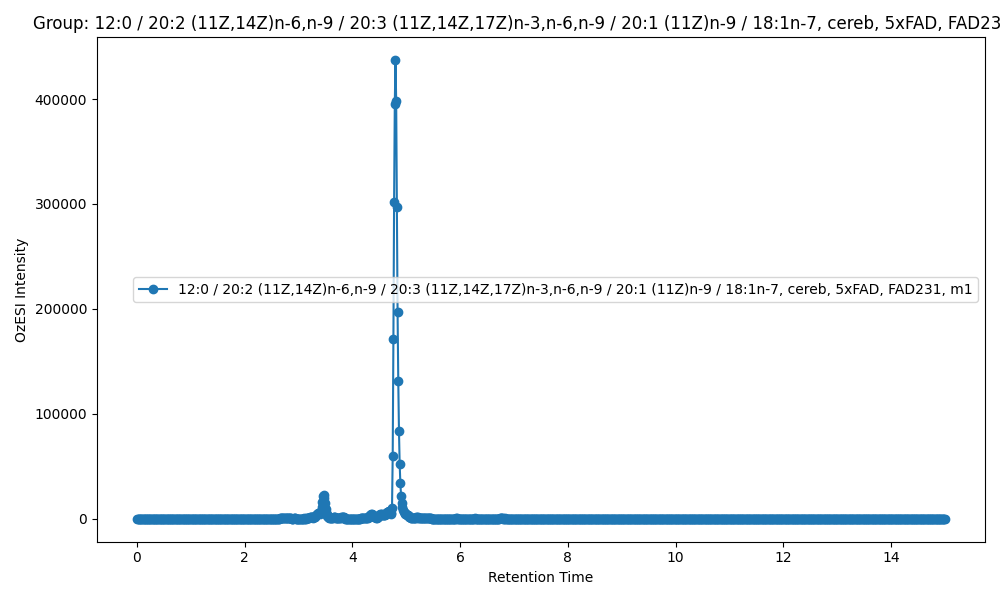 Group: 12:0 / 20:2 (11Z,14Z)n-6,n-9 / 20:3 (11Z,14Z,17Z)n-3,n-6,n-9 / 20:1 (11Z)n-9 / 18:1n-7, cereb, 5xFAD, FAD23
400000
300000
200000
100000
0
OzESI Intensity
12:0 / 20:2 (11Z,14Z)n-6,n-9 / 20:3 (11Z,14Z,17Z)n-3,n-6,n-9 / 20:1 (11Z)n-9 / 18:1n-7, cereb, 5xFAD, FAD231, m1
0 2 4 6 8 10 12 14
Retention Time